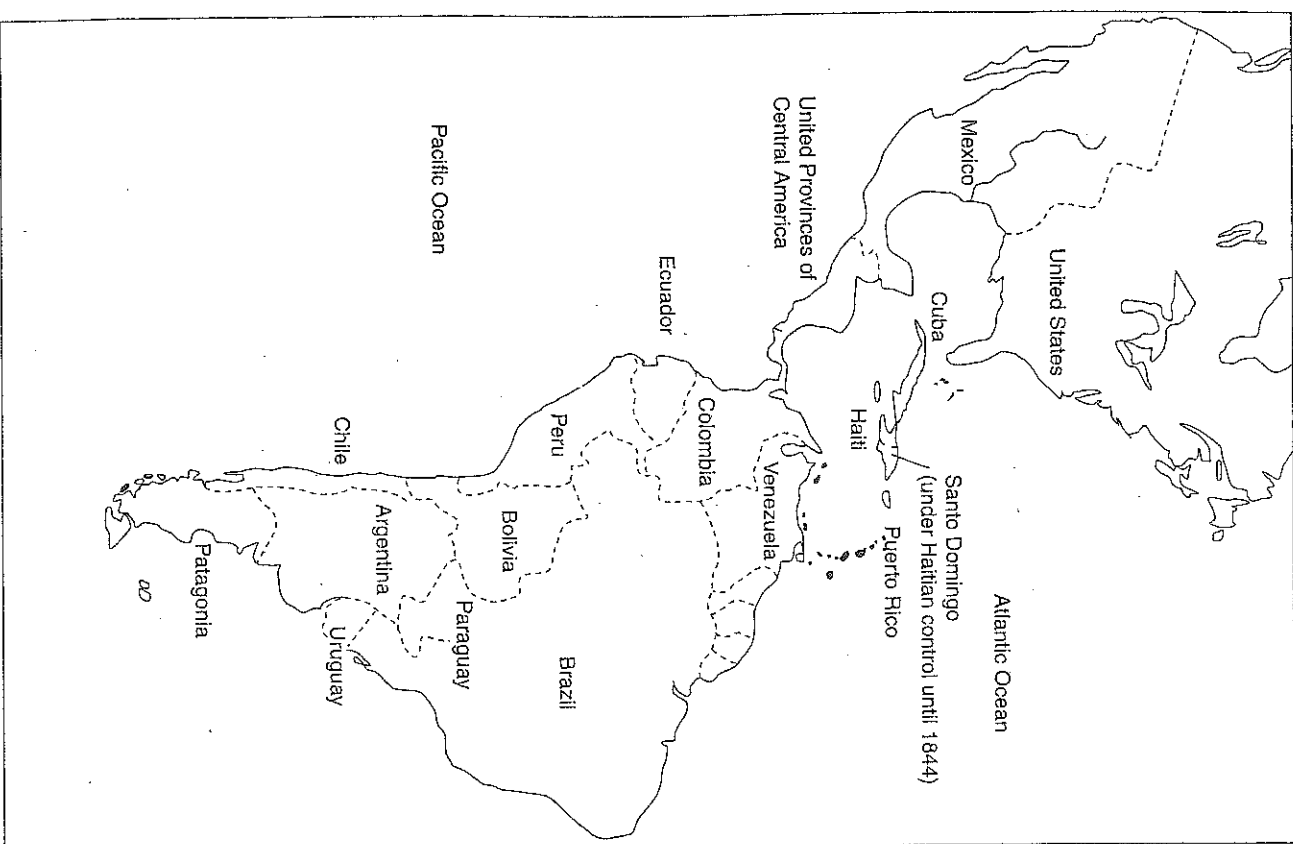 United States
Mexico
Atlantic Ocean
Cuba
Santo Domingo
(under Haitian control until 1844)
Haiti
Puerto Rico
United Provinces of
Central America
Pacific Ocean
Venezuela
Colombia
Ecuador
Peru
Brazil
Bolivia
Paraguay
Chile
Argentina
Uruguay
Patagonia